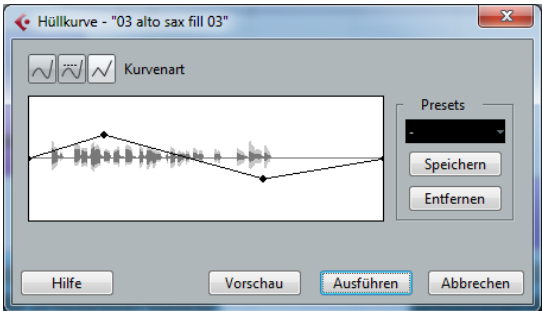 Hüllkurve - "03 alto sax fill 03"
Kurvenart
Presets
-
Speichern
Entfernen
Hilfe
Vorschau
Ausführen
Abbrechen